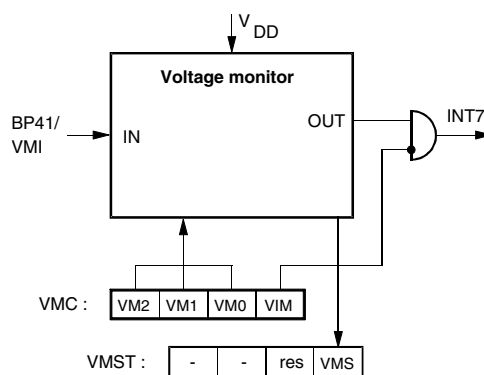 V DD
Voltage monitor
BP41/
VMI
IN
OUT
INT7
VMC : VM2 VM1 VM0 VIM
VMST : - - res VMS